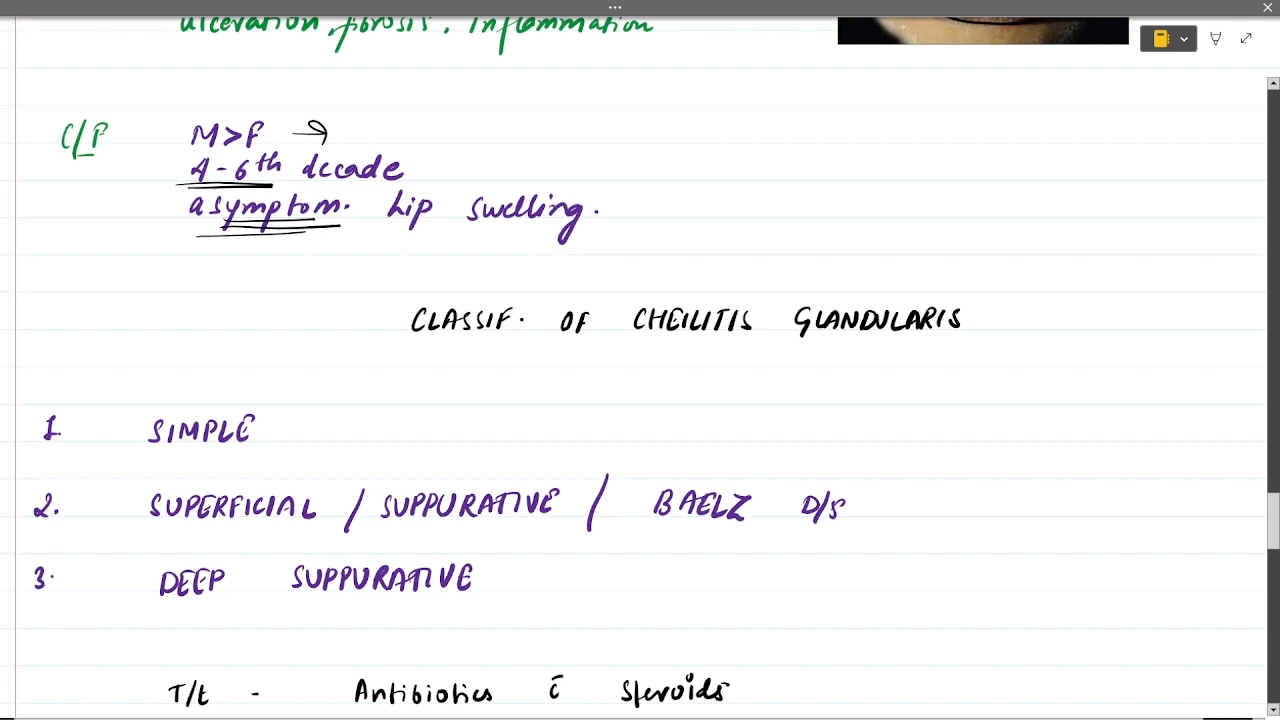 ulceration, fibrosis, inflammation
C/F M>F →
4-6th decade
asymptom. Lip swelling.
CLASSIF. OF CHEILITIS GLANDULARIS
1. SIMPLE
2. SUPERFICIAL / SUPPURATIVE / BAELZ D/S
3. DEEP SUPPURATIVE
T/t - Antibiotics c̄ steroids